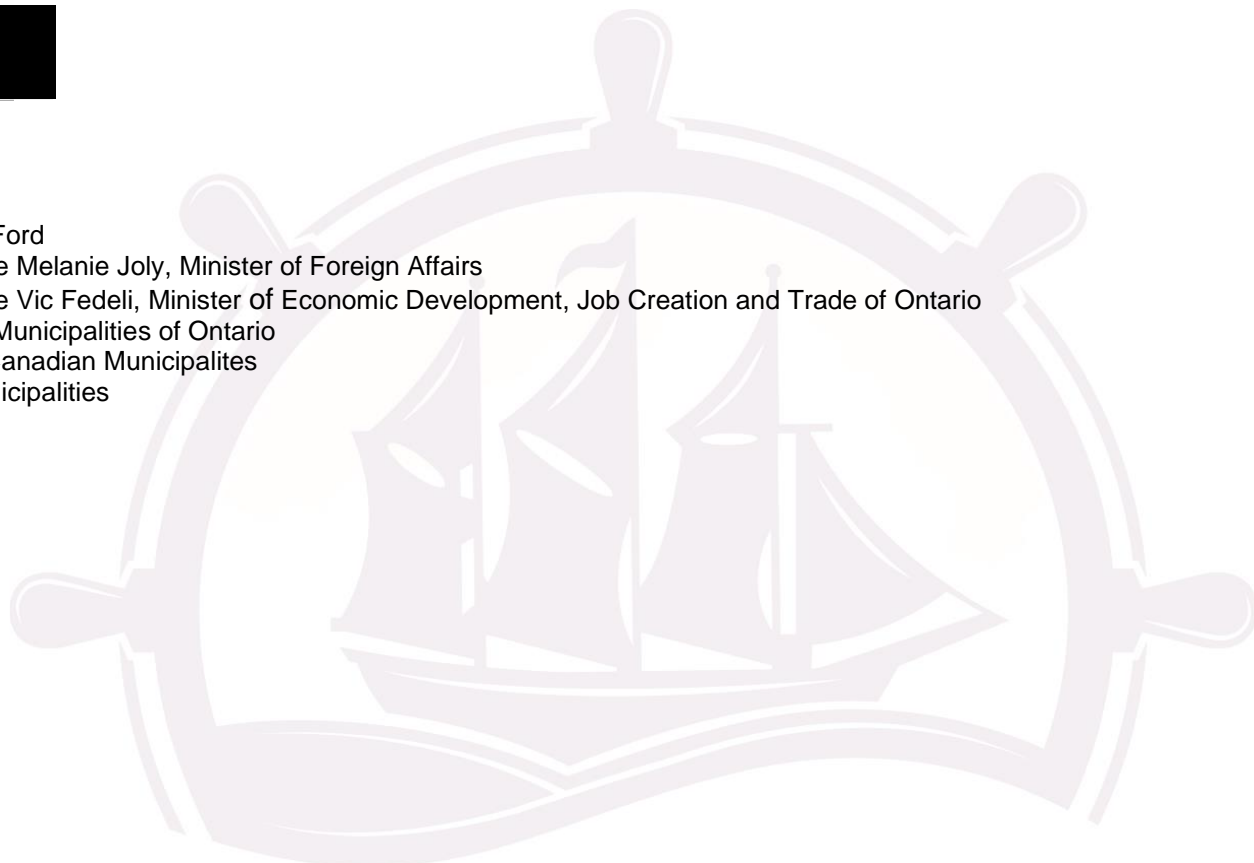 Ford
e Melanie Joly, Minister of Foreign Affairs
e Vic Fedeli, Minister of Economic Development, Job Creation and Trade of Ontario
Municipalities of Ontario
anadian Municipalites
icipalities